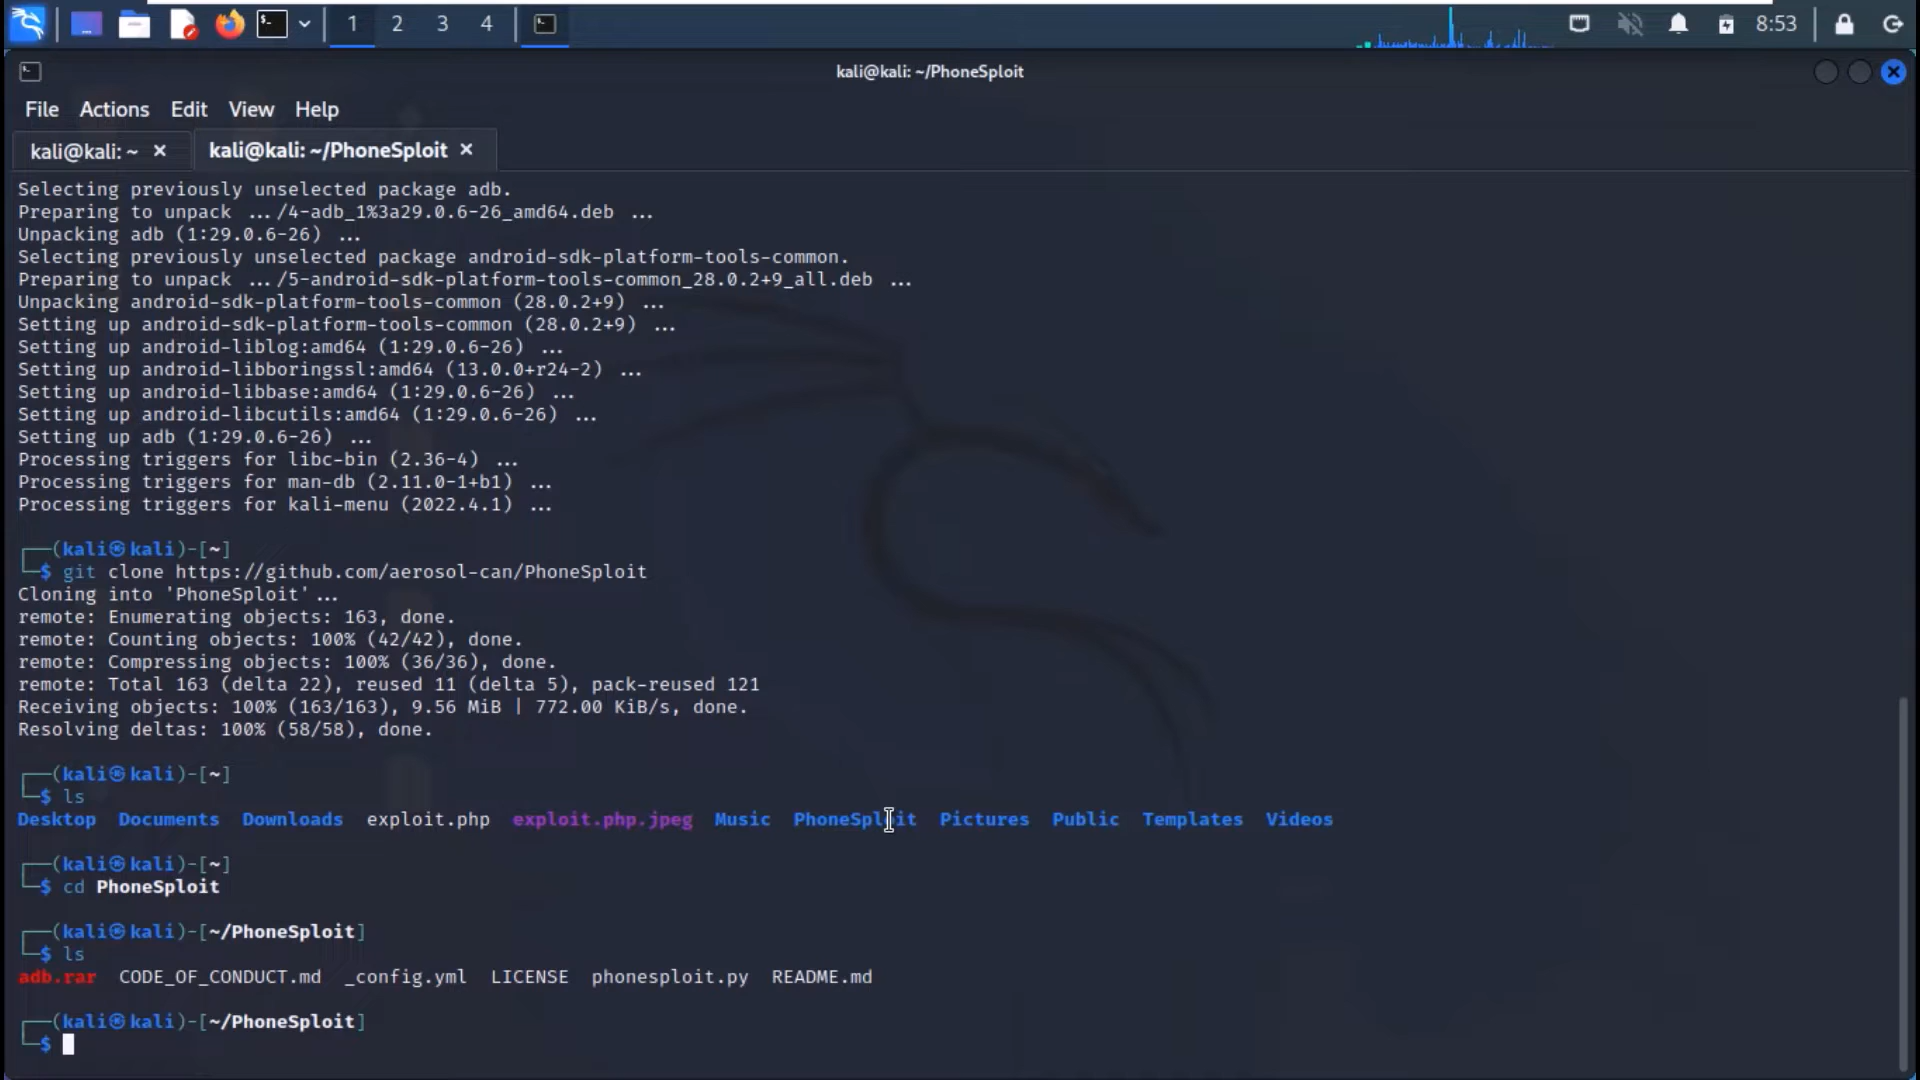 1 2 3 4 8:53
kali@kali: ~/PhoneSploit
File Actions Edit View Help
kali@kali: ~ × kali@kali: ~/PhoneSploit ×
Selecting previously unselected package adb.
Preparing to unpack .../4-adb_1%3a29.0.6-26_amd64.deb ...
Unpacking adb (1:29.0.6-26) ...
Selecting previously unselected package android-sdk-platform-tools-common.
Preparing to unpack .../5-android-sdk-platform-tools-common_28.0.2+9_all.deb ...
Unpacking android-sdk-platform-tools-common (28.0.2+9) ...
Setting up android-sdk-platform-tools-common (28.0.2+9) ...
Setting up android-liblog:amd64 (1:29.0.6-26) ...
Setting up android-libboringssl:amd64 (13.0.0+r24-2) ...
Setting up android-libbase:amd64 (1:29.0.6-26) ...
Setting up android-libcutils:amd64 (1:29.0.6-26) ...
Setting up adb (1:29.0.6-26) ...
Processing triggers for libc-bin (2.36-4) ...
Processing triggers for man-db (2.11.0-1+b1) ...
Processing triggers for kali-menu (2022.4.1) ...
┌──(kali㉿kali)-[~]
└─$ git clone https://github.com/aerosol-can/PhoneSploit
Cloning into 'PhoneSploit'...
remote: Enumerating objects: 163, done.
remote: Counting objects: 100% (42/42), done.
remote: Compressing objects: 100% (36/36), done.
remote: Total 163 (delta 22), reused 11 (delta 5), pack-reused 121
Receiving objects: 100% (163/163), 9.56 MiB | 772.00 KiB/s, done.
Resolving deltas: 100% (58/58), done.
┌──(kali㉿kali)-[~]
└─$ ls
Desktop Documents Downloads exploit.php exploit.php.jpeg Music PhoneSploit Pictures Public Templates Videos
┌──(kali㉿kali)-[~]
└─$ cd PhoneSploit
┌──(kali㉿kali)-[~/PhoneSploit]
└─$ ls
adb.rar CODE_OF_CONDUCT.md _config.yml LICENSE phonesploit.py README.md
┌──(kali㉿kali)-[~/PhoneSploit]
└─$